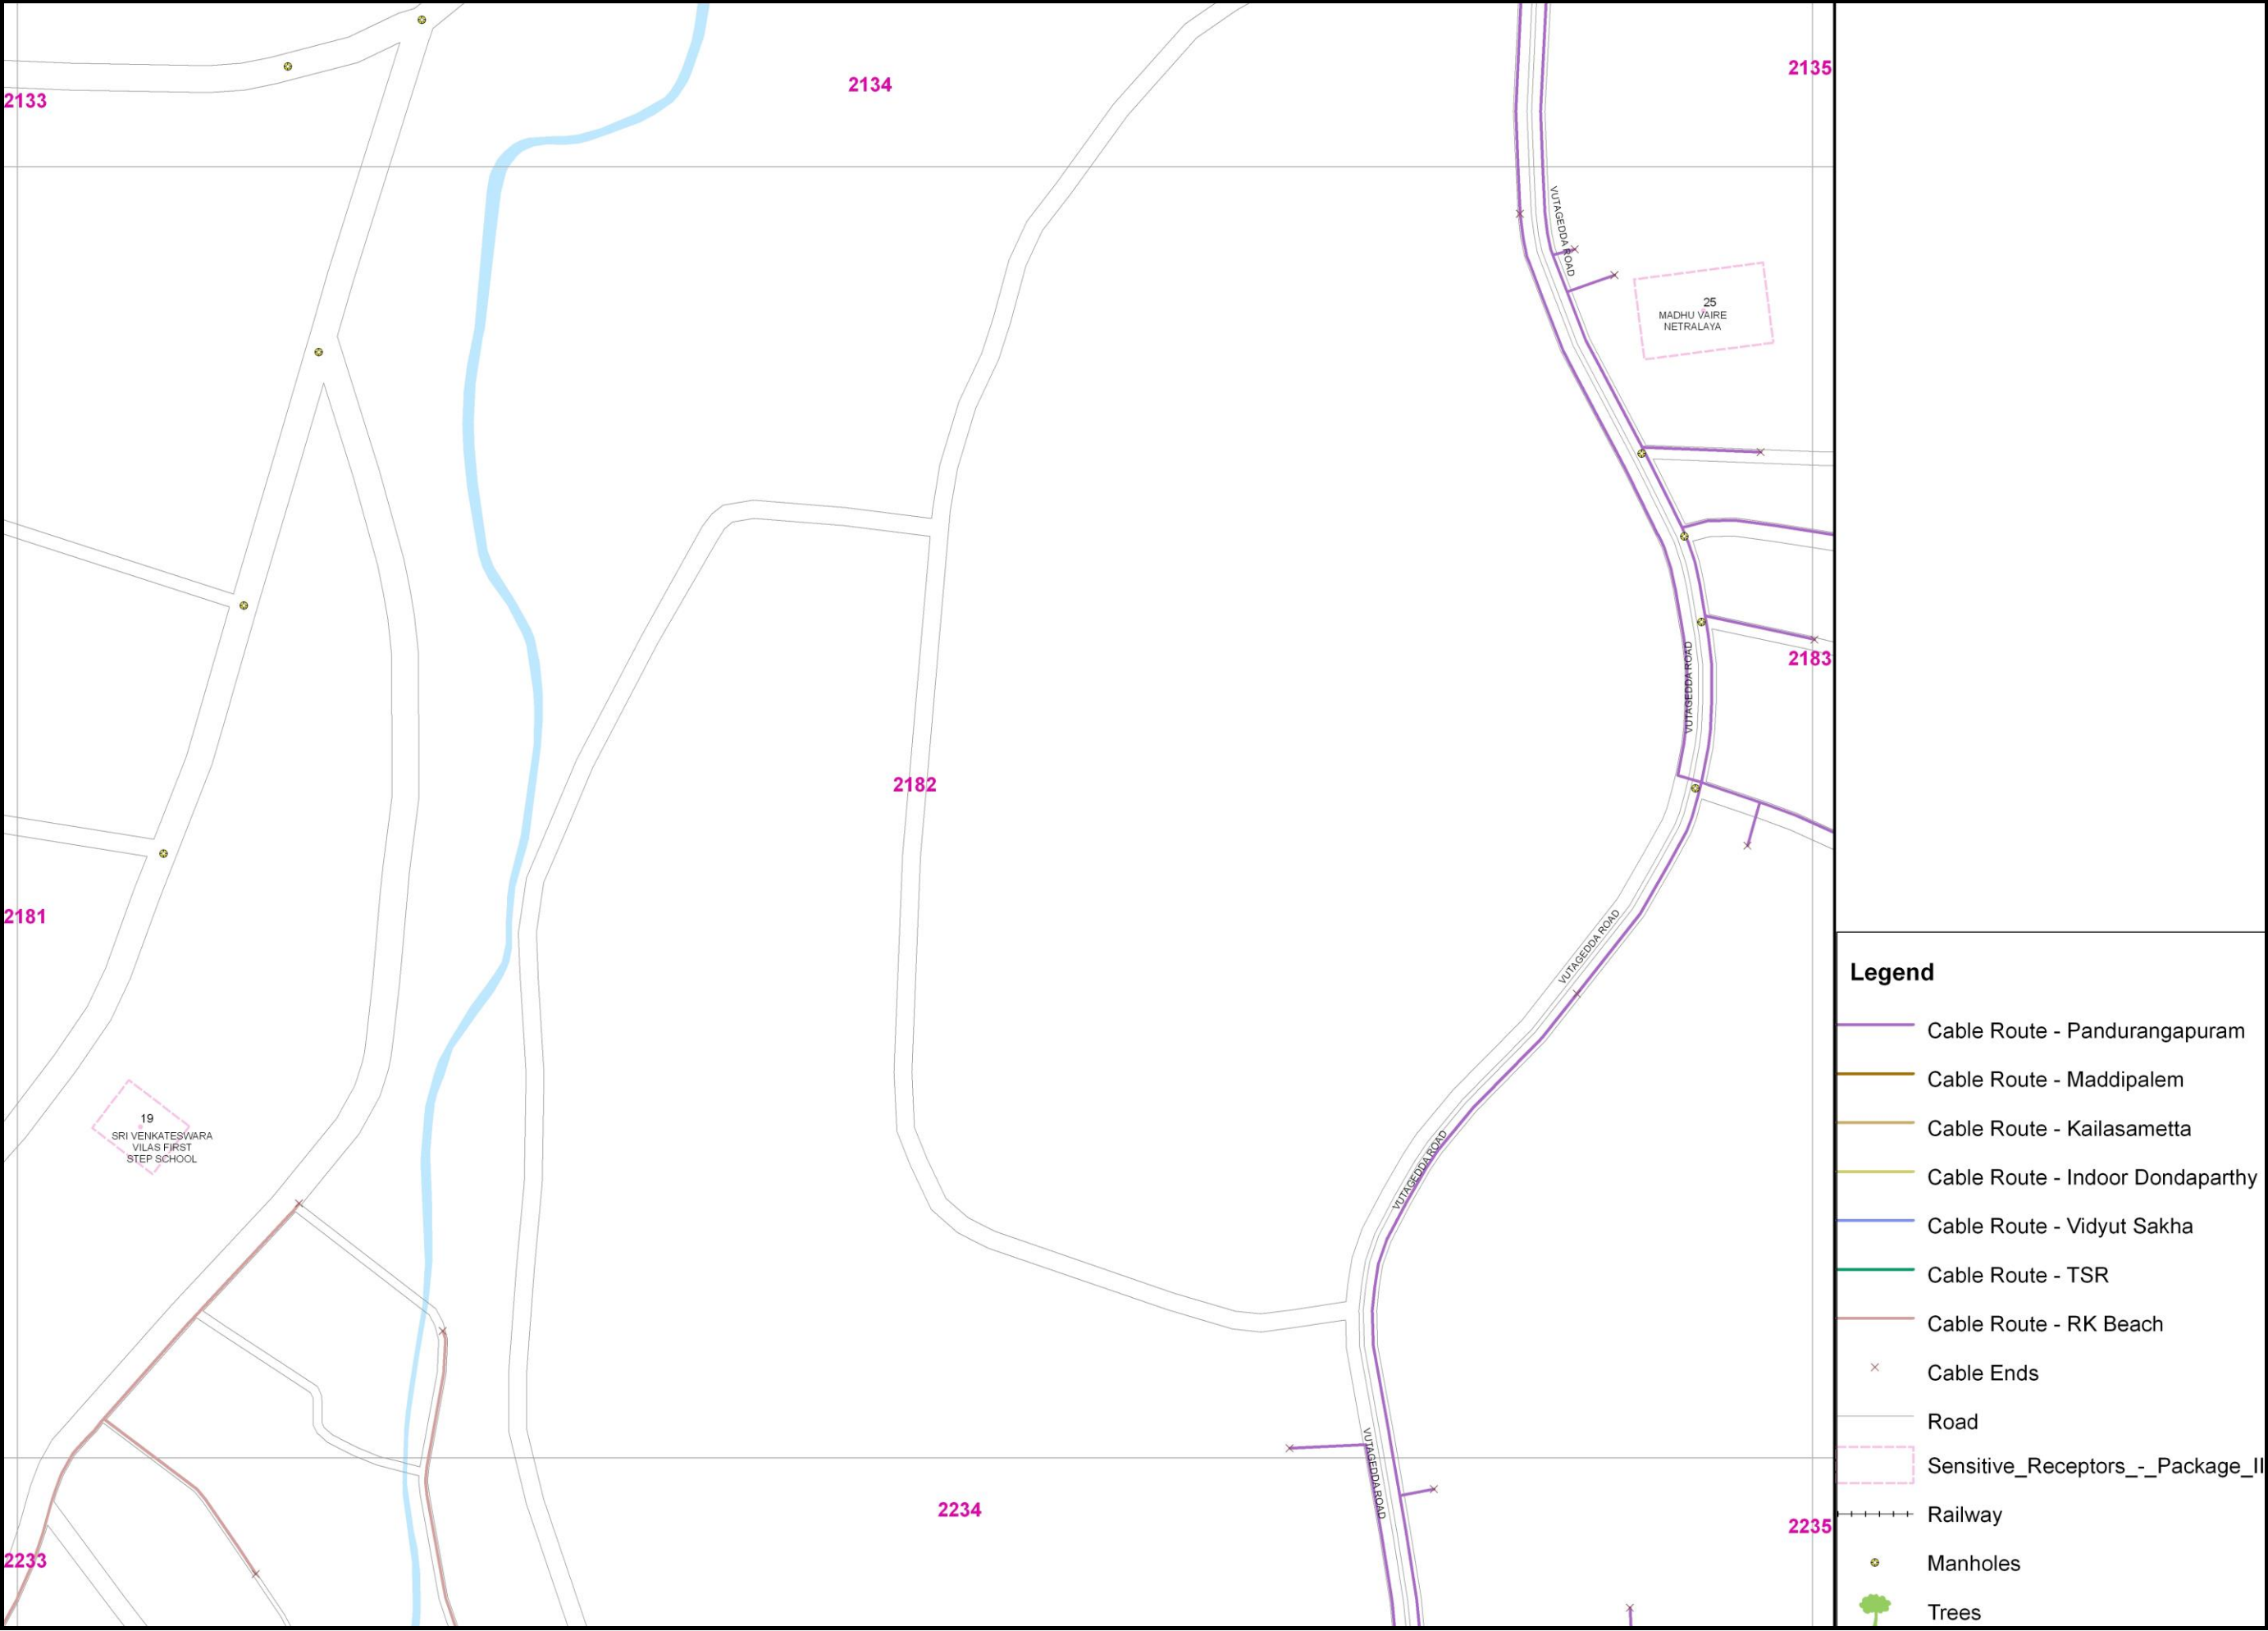 2135
2134
2133
VUTAGEDDA ROAD
25
MADHU VAIRE
NETRALAYA
VUTAGEDDA ROAD
2183
2182
2181
VUTAGEDDA ROAD
19
SRI VENKATESWARA
VILAS FIRST
STEP SCHOOL
VUTAGEDDA ROAD
VUTAGEDDA ROAD
2234
2235
2233
Legend
Cable Route - Pandurangapuram
Cable Route - Maddipalem
Cable Route - Kailasametta
Cable Route - Indoor Dondaparthy
Cable Route - Vidyut Sakha
Cable Route - TSR
Cable Route - RK Beach
Cable Ends
Road
Sensitive_Receptors_-_Package_II
Railway
Manholes
Trees